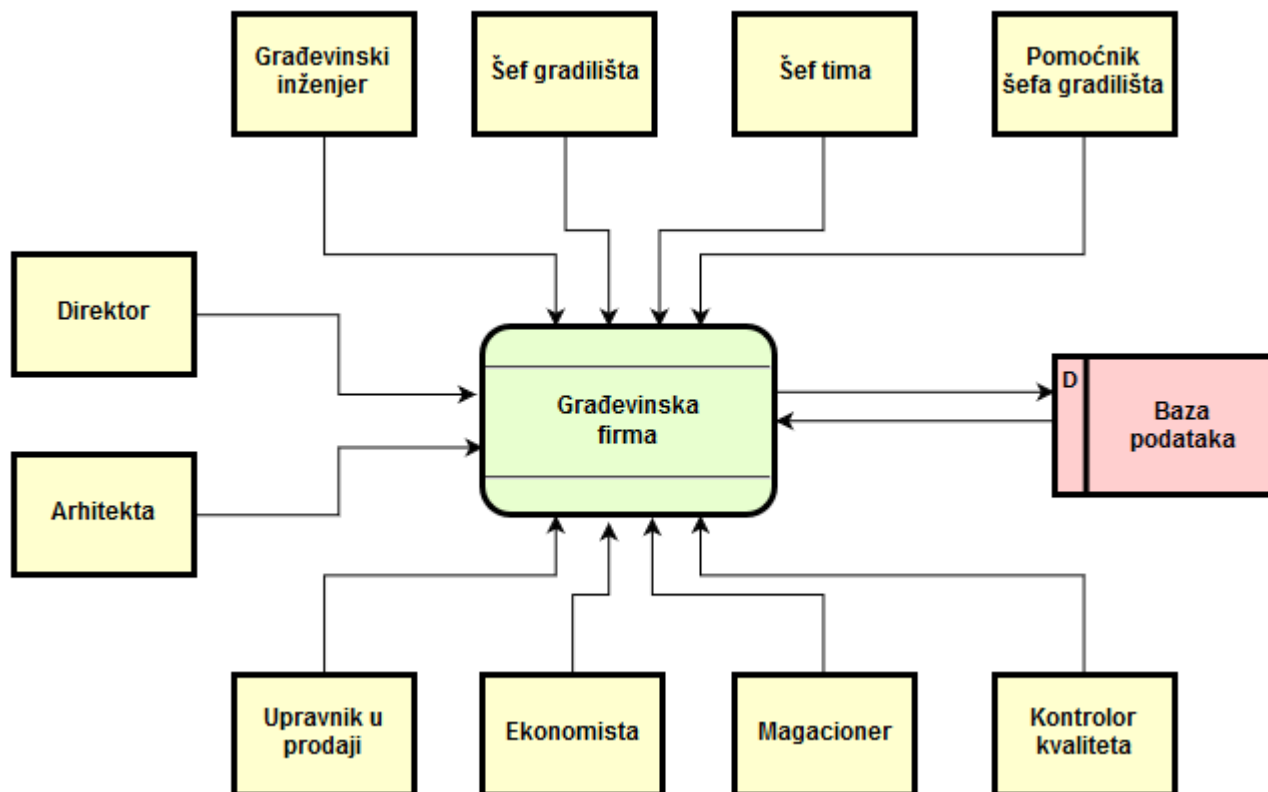 Građevinski
inženjer
Šef gradilišta
Šef tima
Pomoćnik
šefa gradilišta
Direktor
Arhitekta
Građevinska
firma
D
Baza
podataka
Upravnik u
prodaji
Ekonomista
Magacioner
Kontrolor
kvaliteta